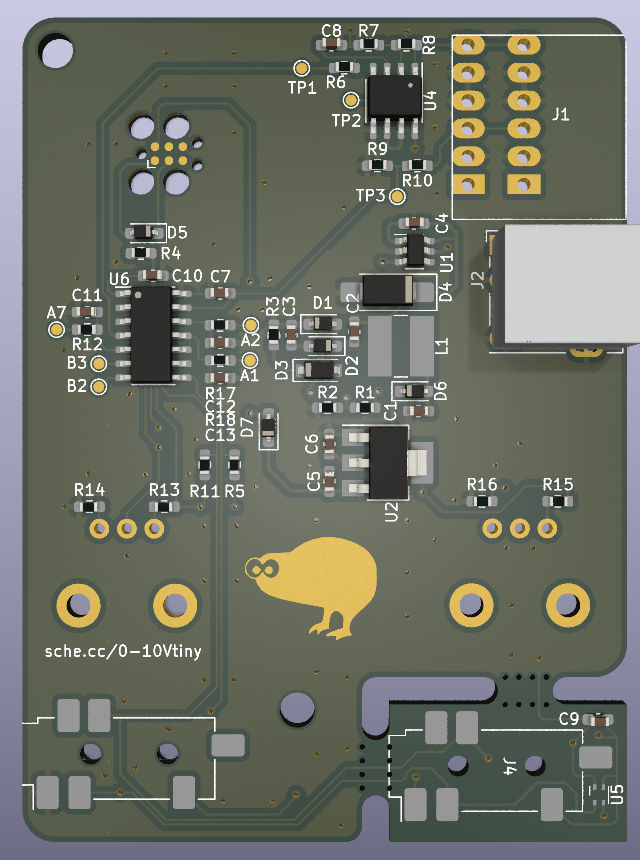 C8
R7
R8
R6
TP1
TP2
U4
J1
R9
R10
TP3
C4
D5
R4
U1
J2
U6
C10
C7
D4
C11
A7
R12
R3
C3
D1
C2
A2
L1
B3
A1
D3
D2
B2
R17
C12
R18
C13
R2
R1
C1
D6
D7
C6
C5
U2
R11
R5
R14
R13
R16
R15
sche.cc/0-10Vtiny
C9
J4
U5